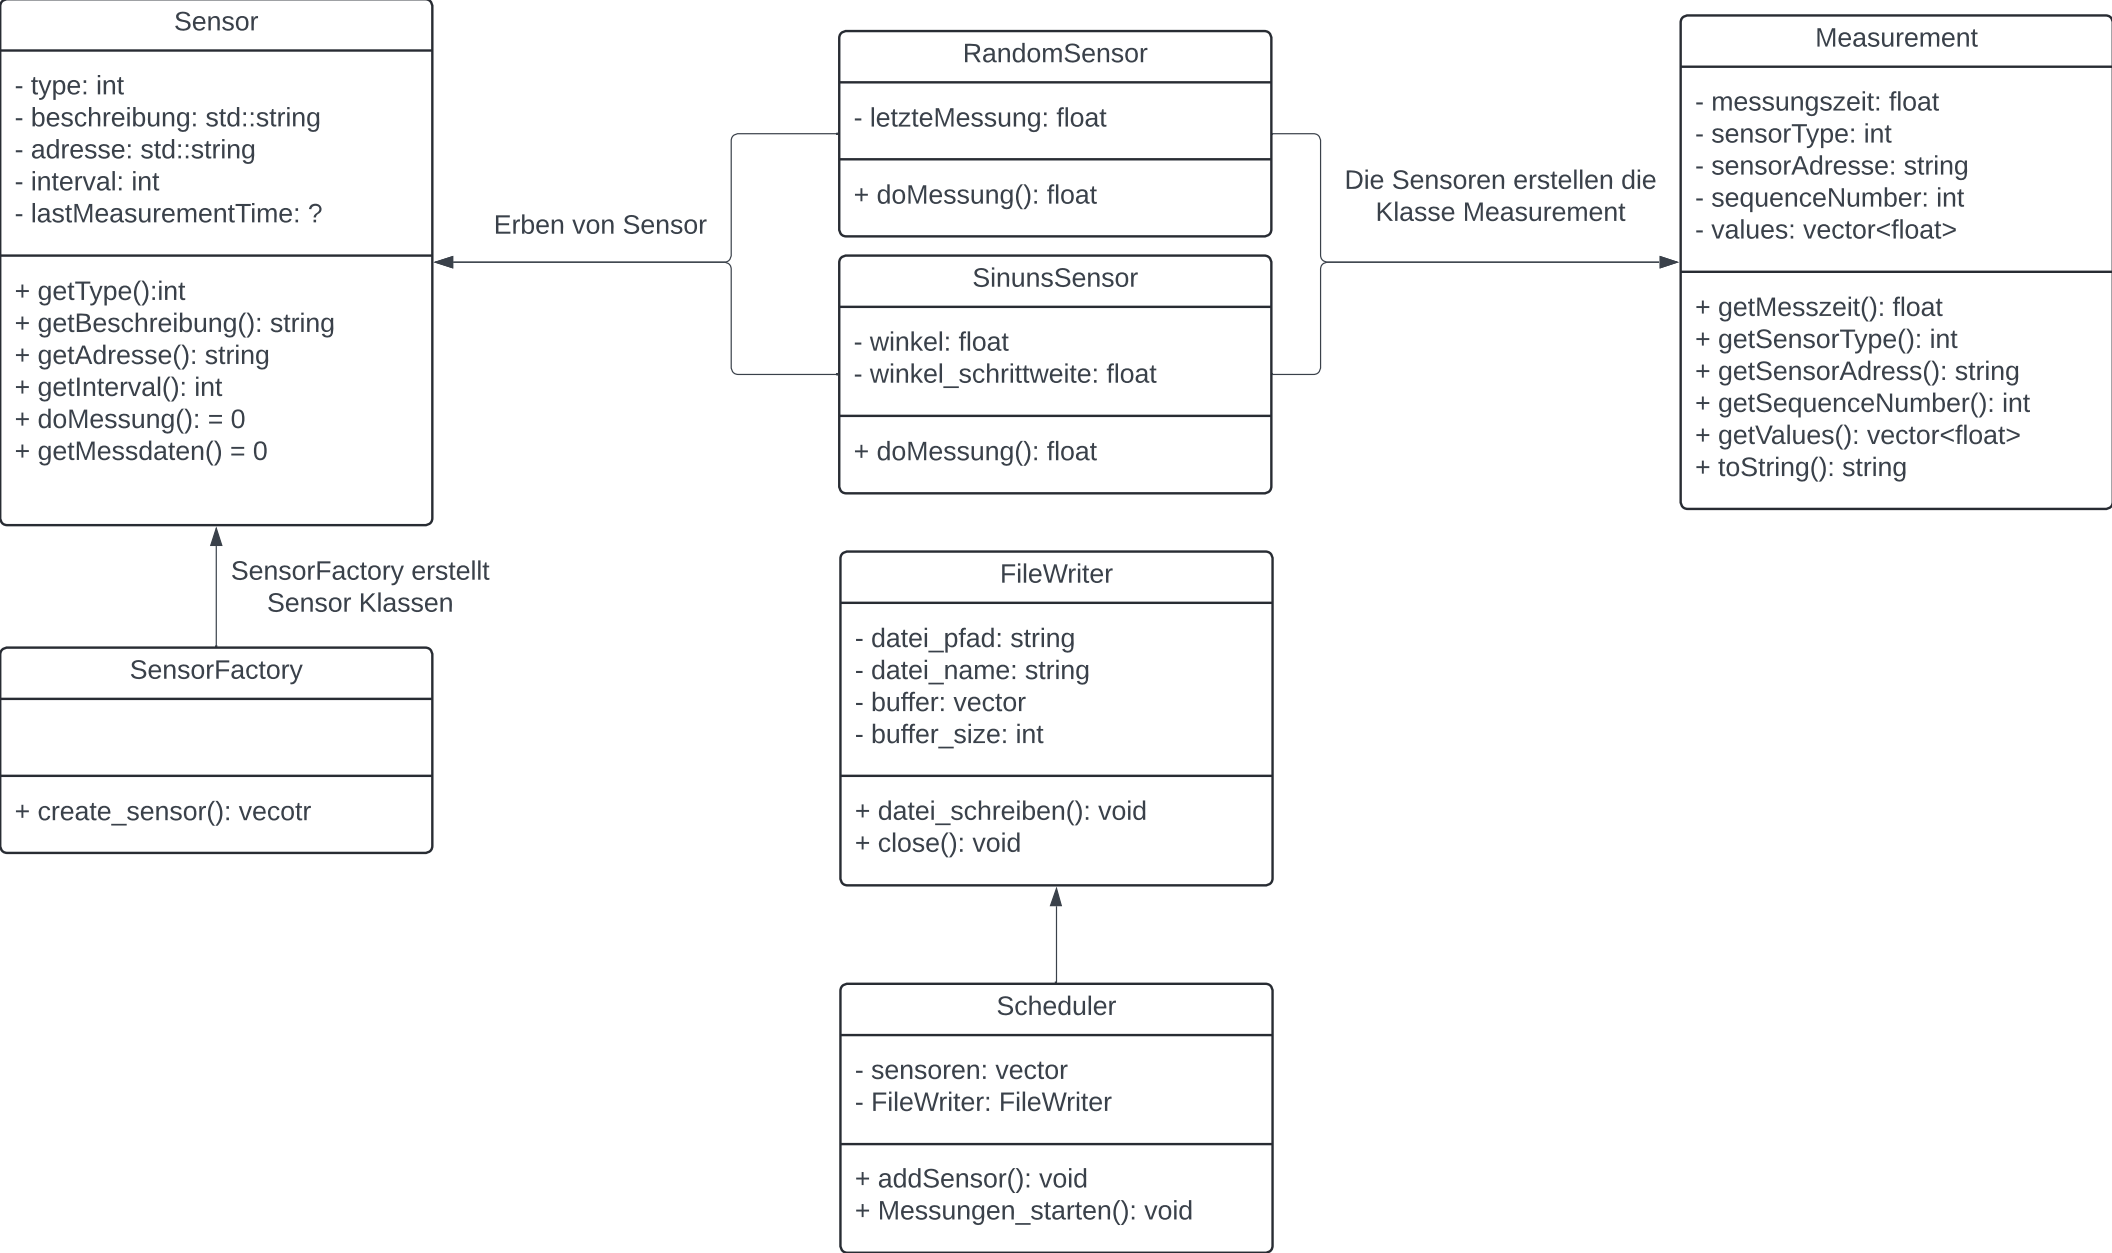 Sensor
- type: int
- beschreibung: std::string
- adresse: std::string
- interval: int
- lastMeasurementTime: ?
+ getType():int
+ getBeschreibung(): string
+ getAdresse(): string
+ getInterval(): int
+ doMessung(): = 0
+ getMessdaten() = 0
Erben von Sensor
RandomSensor
- letzteMessung: float
+ doMessung(): float
SinunsSensor
- winkel: float
- winkel_schrittweite: float
+ doMessung(): float
Die Sensoren erstellen die
Klasse Measurement
Measurement
- messungszeit: float
- sensorType: int
- sensorAdresse: string
- sequenceNumber: int
- values: vector<float>
+ getMesszeit(): float
+ getSensorType(): int
+ getSensorAdress(): string
+ getSequenceNumber(): int
+ getValues(): vector<float>
+ toString(): string
SensorFactory erstellt
Sensor Klassen
SensorFactory
+ create_sensor(): vecotr
FileWriter
- datei_pfad: string
- datei_name: string
- buffer: vector
- buffer_size: int
+ datei_schreiben(): void
+ close(): void
Scheduler
- sensoren: vector
- FileWriter: FileWriter
+ addSensor(): void
+ Messungen_starten(): void